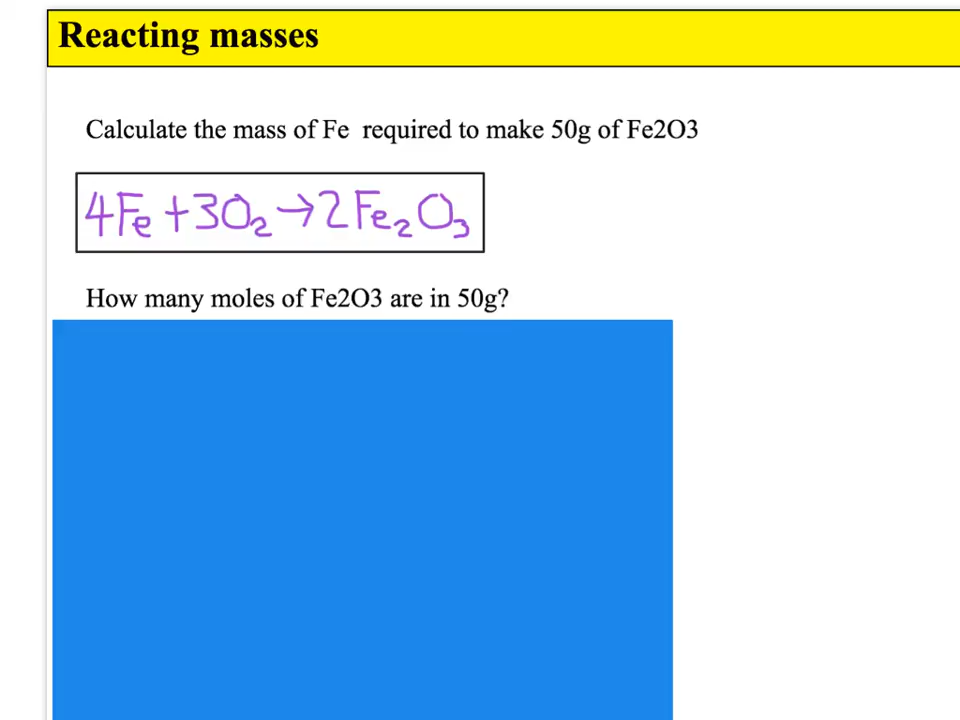 Reacting masses
Calculate the mass of Fe required to make 50g of Fe2O3
4Fe+3O₂→2Fe₂O₃
How many moles of Fe2O3 are in 50g?